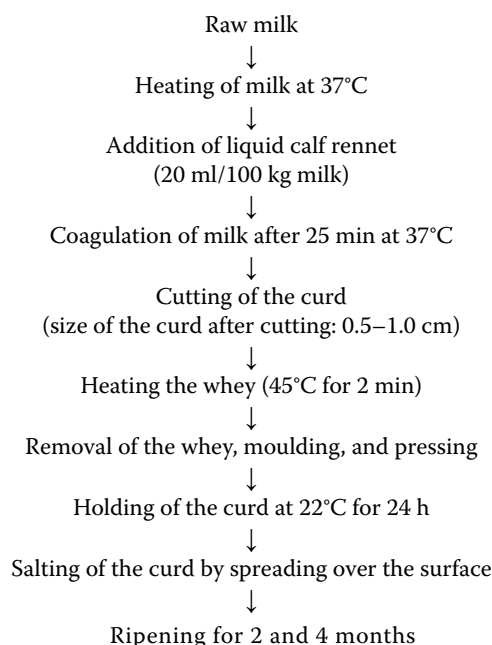 Raw milk
↓
Heating of milk at 37°C
↓
Addition of liquid calf rennet
(20 ml/100 kg milk)
↓
Coagulation of milk after 25 min at 37°C
↓
Cutting of the curd
(size of the curd after cutting: 0.5–1.0 cm)
↓
Heating the whey (45°C for 2 min)
↓
Removal of the whey, moulding, and pressing
↓
Holding of the curd at 22°C for 24 h
↓
Salting of the curd by spreading over the surface
↓
Ripening for 2 and 4 months